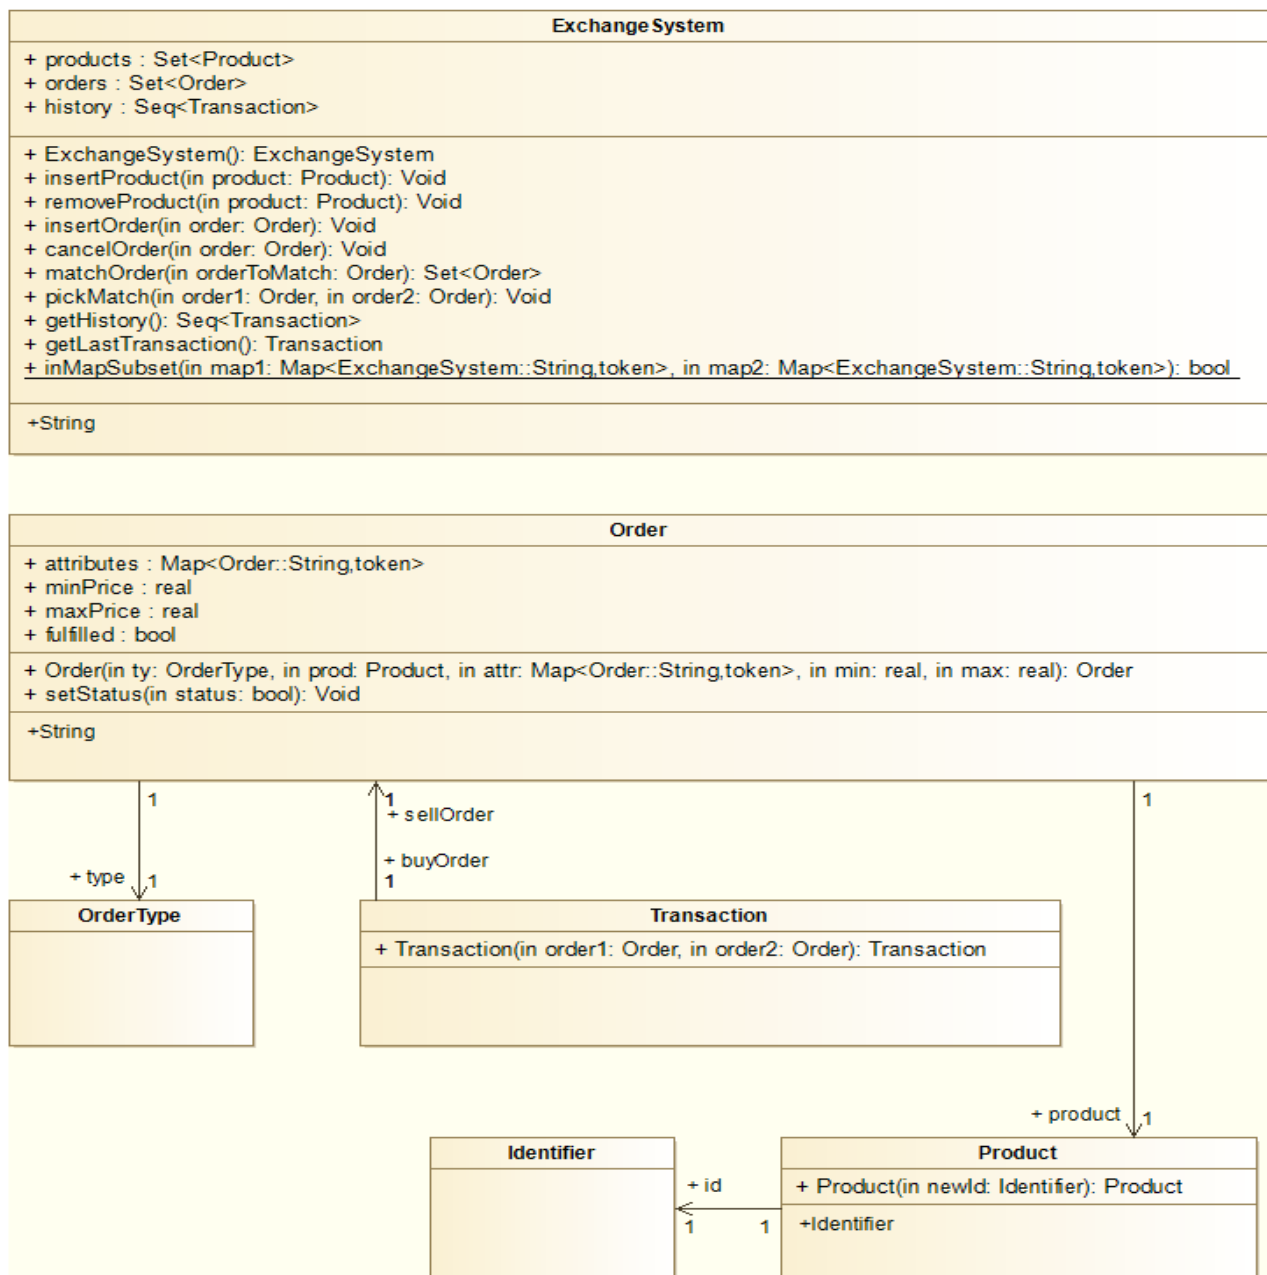 ExchangeSystem
+ products : Set<Product>
+ orders : Set<Order>
+ history : Seq<Transaction>
+ ExchangeSystem(): ExchangeSystem
+ insertProduct(in product: Product): Void
+ removeProduct(in product: Product): Void
+ insertOrder(in order: Order): Void
+ cancelOrder(in order: Order): Void
+ matchOrder(in orderToMatch: Order): Set<Order>
+ pickMatch(in order1: Order, in order2: Order): Void
+ getHistory(): Seq<Transaction>
+ getLastTransaction(): Transaction
+ inMapSubset(in map1: Map<ExchangeSystem::String,token>, in map2: Map<ExchangeSystem::String,token>): bool
+String
Order
+ attributes : Map<Order::String,token>
+ minPrice : real
+ maxPrice : real
+ fulfilled : bool
+ Order(in ty: OrderType, in prod: Product, in attr: Map<Order::String,token>, in min: real, in max: real): Order
+ setStatus(in status: bool): Void
+String
1
1
1
+ sellOrder
+ buyOrder
1
+ type
1
OrderType
Transaction
+ Transaction(in order1: Order, in order2: Order): Transaction
+ product
1
Identifier
Product
+ id
1
1
+ Product(in newId: Identifier): Product
+Identifier